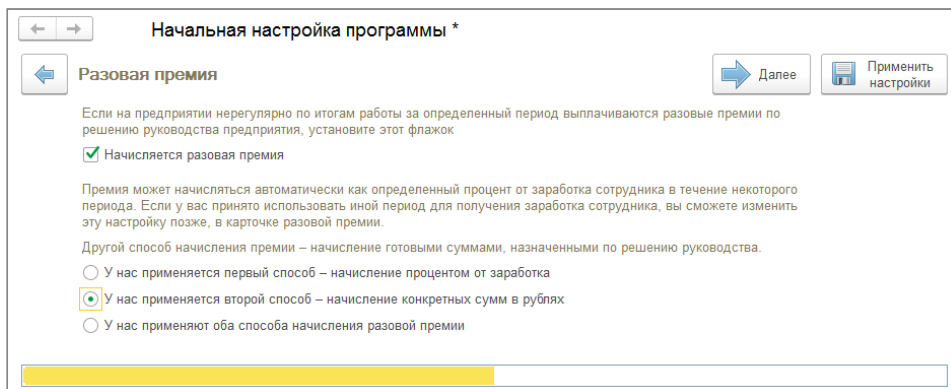 Начальная настройка программы *
Разовая премия
Далее
Применить
настройки
Если на предприятии нерегулярно по итогам работы за определенный период выплачиваются разовые премии по
решению руководства предприятия, установите этот флажок
Начисляется разовая премия
Премия может начисляться автоматически как определенный процент от заработка сотрудника в течение некоторого
периода. Если у вас принято использовать иной период для получения заработка сотрудника, вы сможете изменить
эту настройку позже, в карточке разовой премии.
Другой способ начисления премии – начисление готовыми суммами, назначенными по решению руководства.
У нас применяется первый способ – начисление процентом от заработка
У нас применяется второй способ – начисление конкретных сумм в рублях
У нас применяют оба способа начисления разовой премии